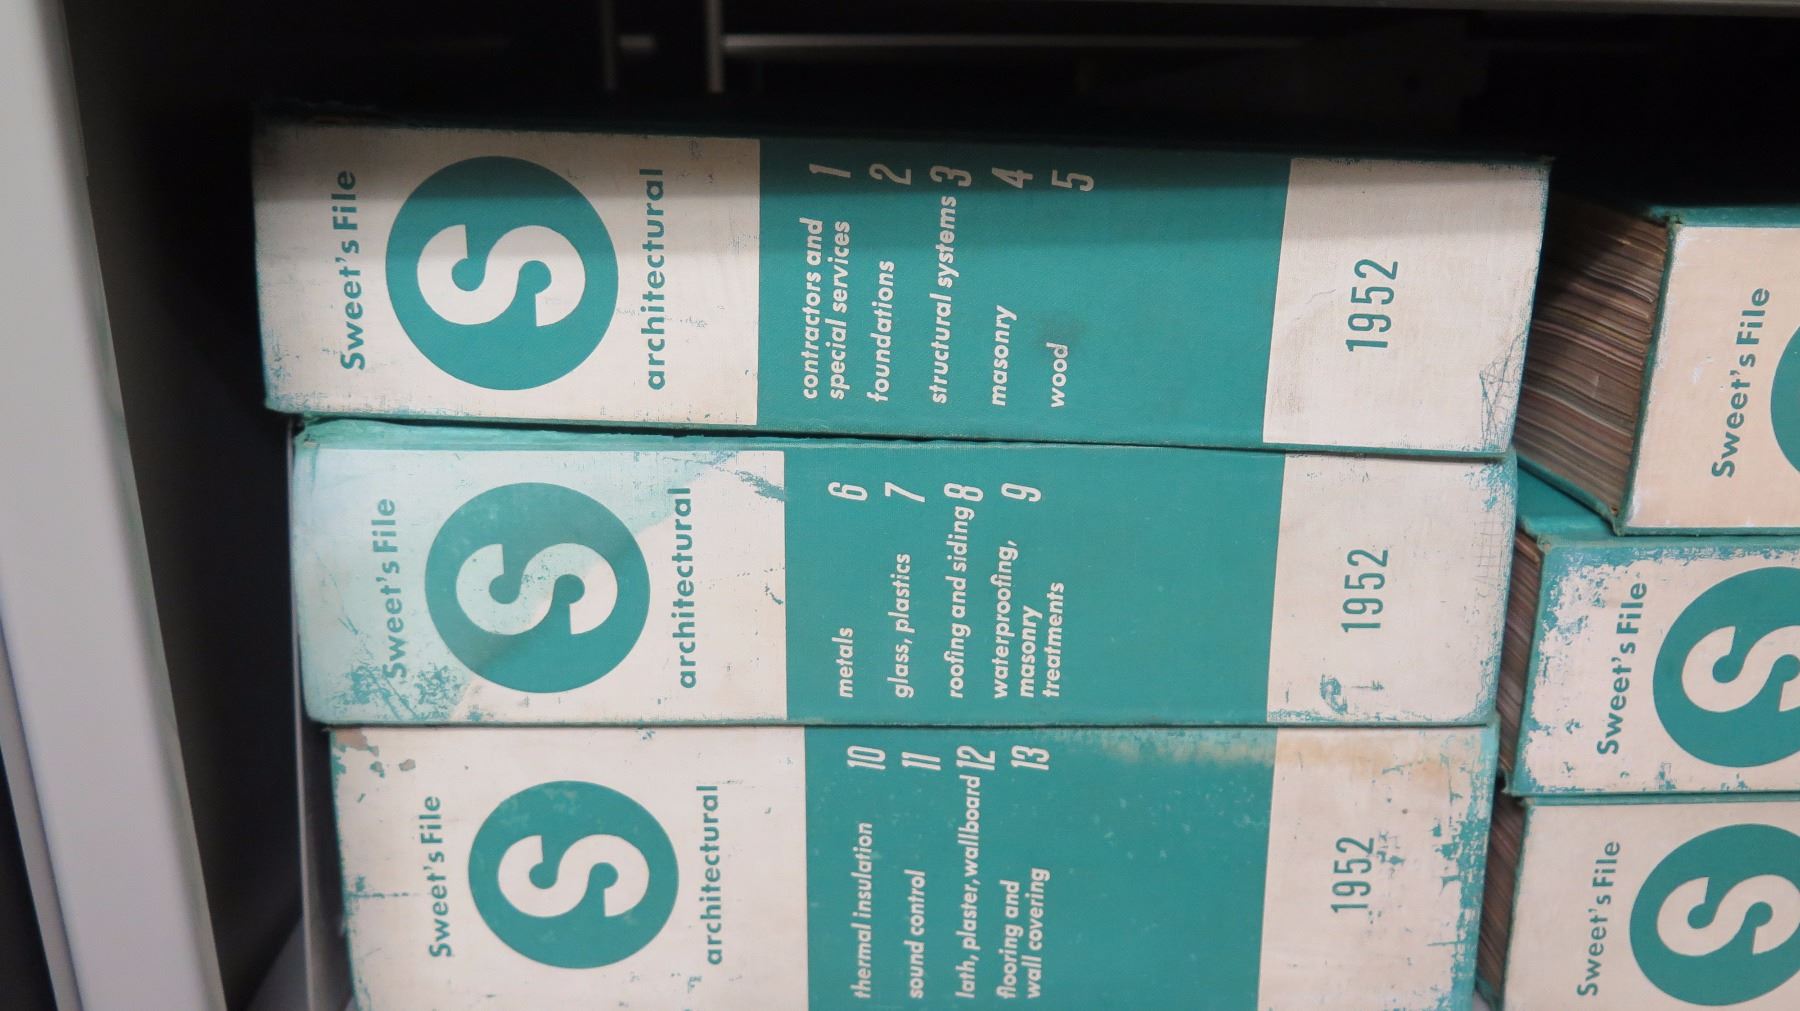 Sweet's File
S
architectural
contractors and 1
special services
foundations 2
structural systems 3
masonry 4
wood 5
1952
Sweet's File
S
architectural
metals 6
glass, plastics 7
roofing and siding 8
waterproofing, 9
masonry
treatments
1952
Sweet's File
S
architectural
thermal insulation 10
sound control 11
lath, plaster, wallboard 12
flooring and 13
wall covering
1952
Sweet's File
Sweet's File
S
Sweet's File
S